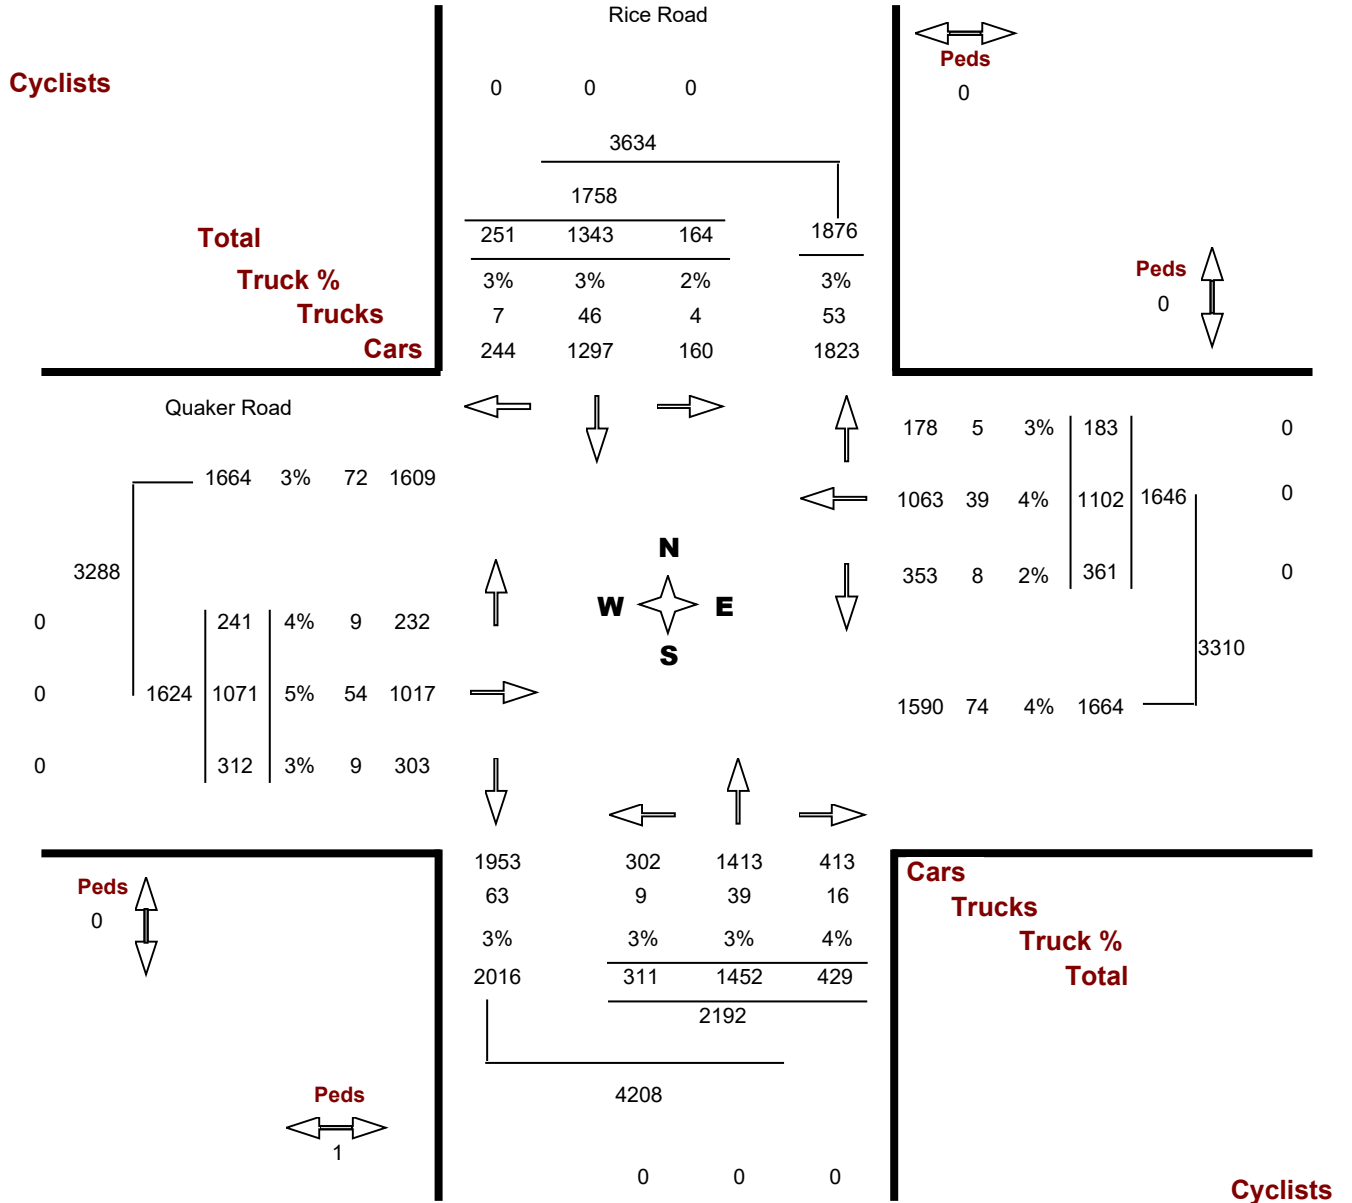 Rice Road
Peds
Cyclists
0 0 0
0
3634
1758
Total 251 1343 164 1876
Truck % 3% 3% 2% 3%
Peds
Trucks 7 46 4 53
0
Cars 244 1297 160 1823
Quaker Road
178 5 3% 183 0
1664 3% 72 1609
1063 39 4% 1102 1646 0
N
3288
353 8 2% 361 0
W E
0 241 4% 9 232
S
3310
0 1624 1071 5% 54 1017
1590 74 4% 1664
0 312 3% 9 303
1953 302 1413 413 Cars
Peds
63 9 39 16 Trucks
0
3% 3% 3% 4% Truck %
2016 311 1452 429 Total
2192
4208
Peds
1
0 0 0
Cyclists